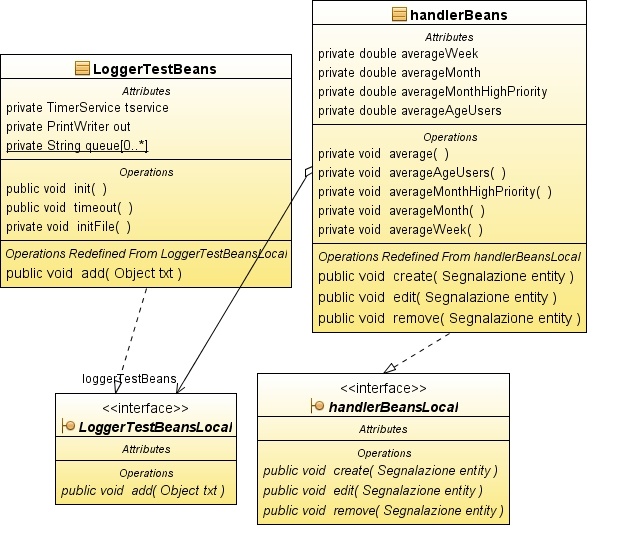 LoggerTestBeans
Attributes
private TimerService tservice
private PrintWriter out
private String queue[0..*]
Operations
public void init( )
public void timeout( )
private void initFile( )
Operations Redefined From LoggerTestBeansLocal
public void add( Object txt )
handlerBeans
Attributes
private double averageWeek
private double averageMonth
private double averageMonthHighPriority
private double averageAgeUsers
Operations
private void average( )
private void averageAgeUsers( )
private void averageMonthHighPriority( )
private void averageMonth( )
private void averageWeek( )
Operations Redefined From handlerBeansLocal
public void create( Segnalazione entity )
public void edit( Segnalazione entity )
public void remove( Segnalazione entity )
loggerTestBeans
<<interface>>
LoggerTestBeansLocal
Attributes
Operations
public void add( Object txt )
<<interface>>
handlerBeansLocal
Attributes
Operations
public void create( Segnalazione entity )
public void edit( Segnalazione entity )
public void remove( Segnalazione entity )